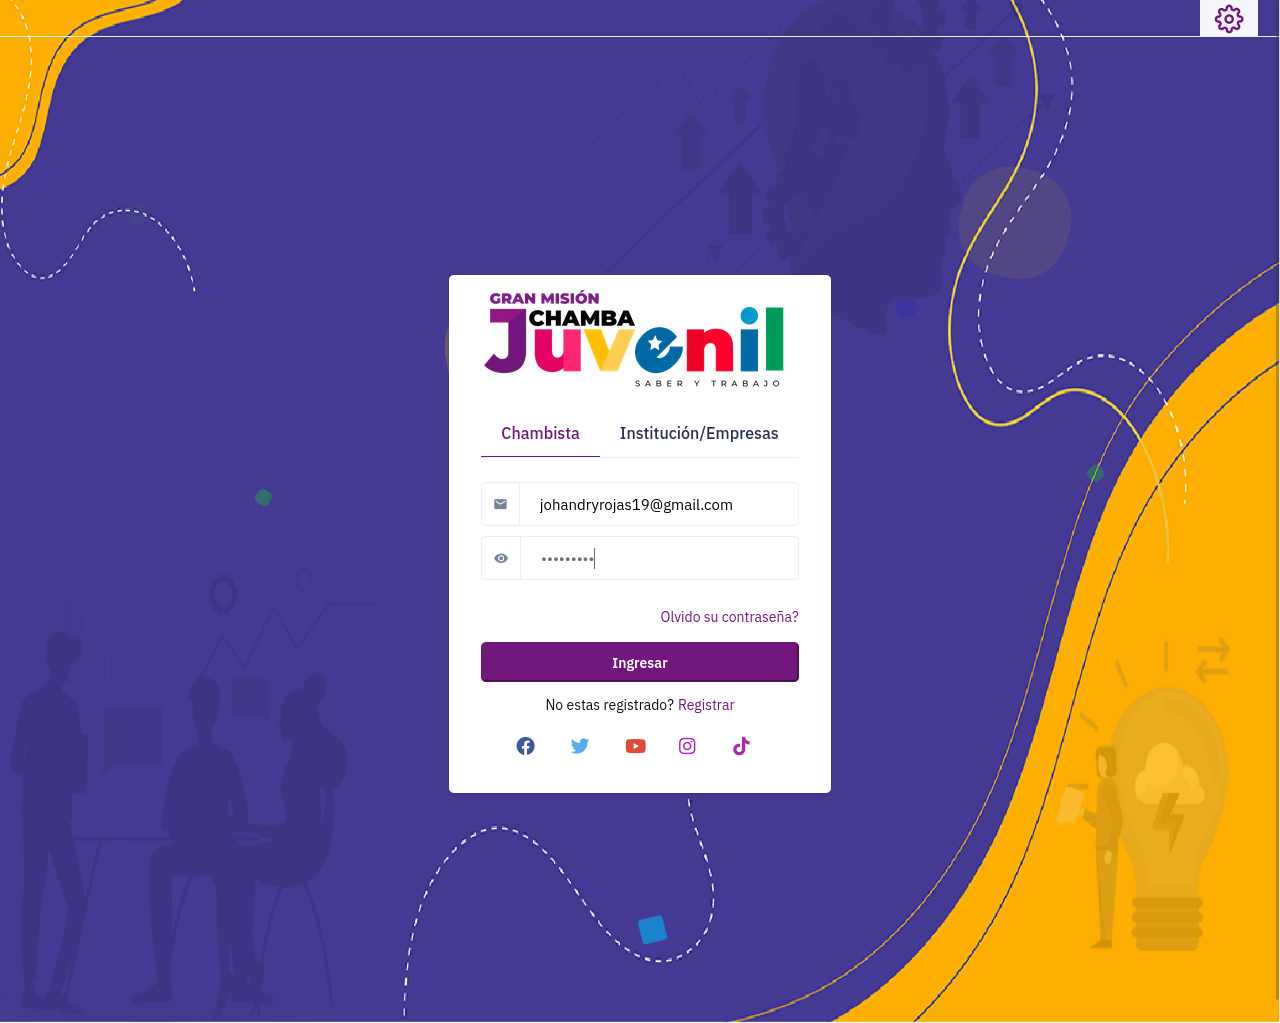 GRAN MISIÓN
CHAMBA
Juvenil
SABER Y TRABAJO
Chambista Institución/Empresas
johandryrojas19@gmail.com
•••••••••
Olvido su contraseña?
Ingresar
No estas registrado? Registrar